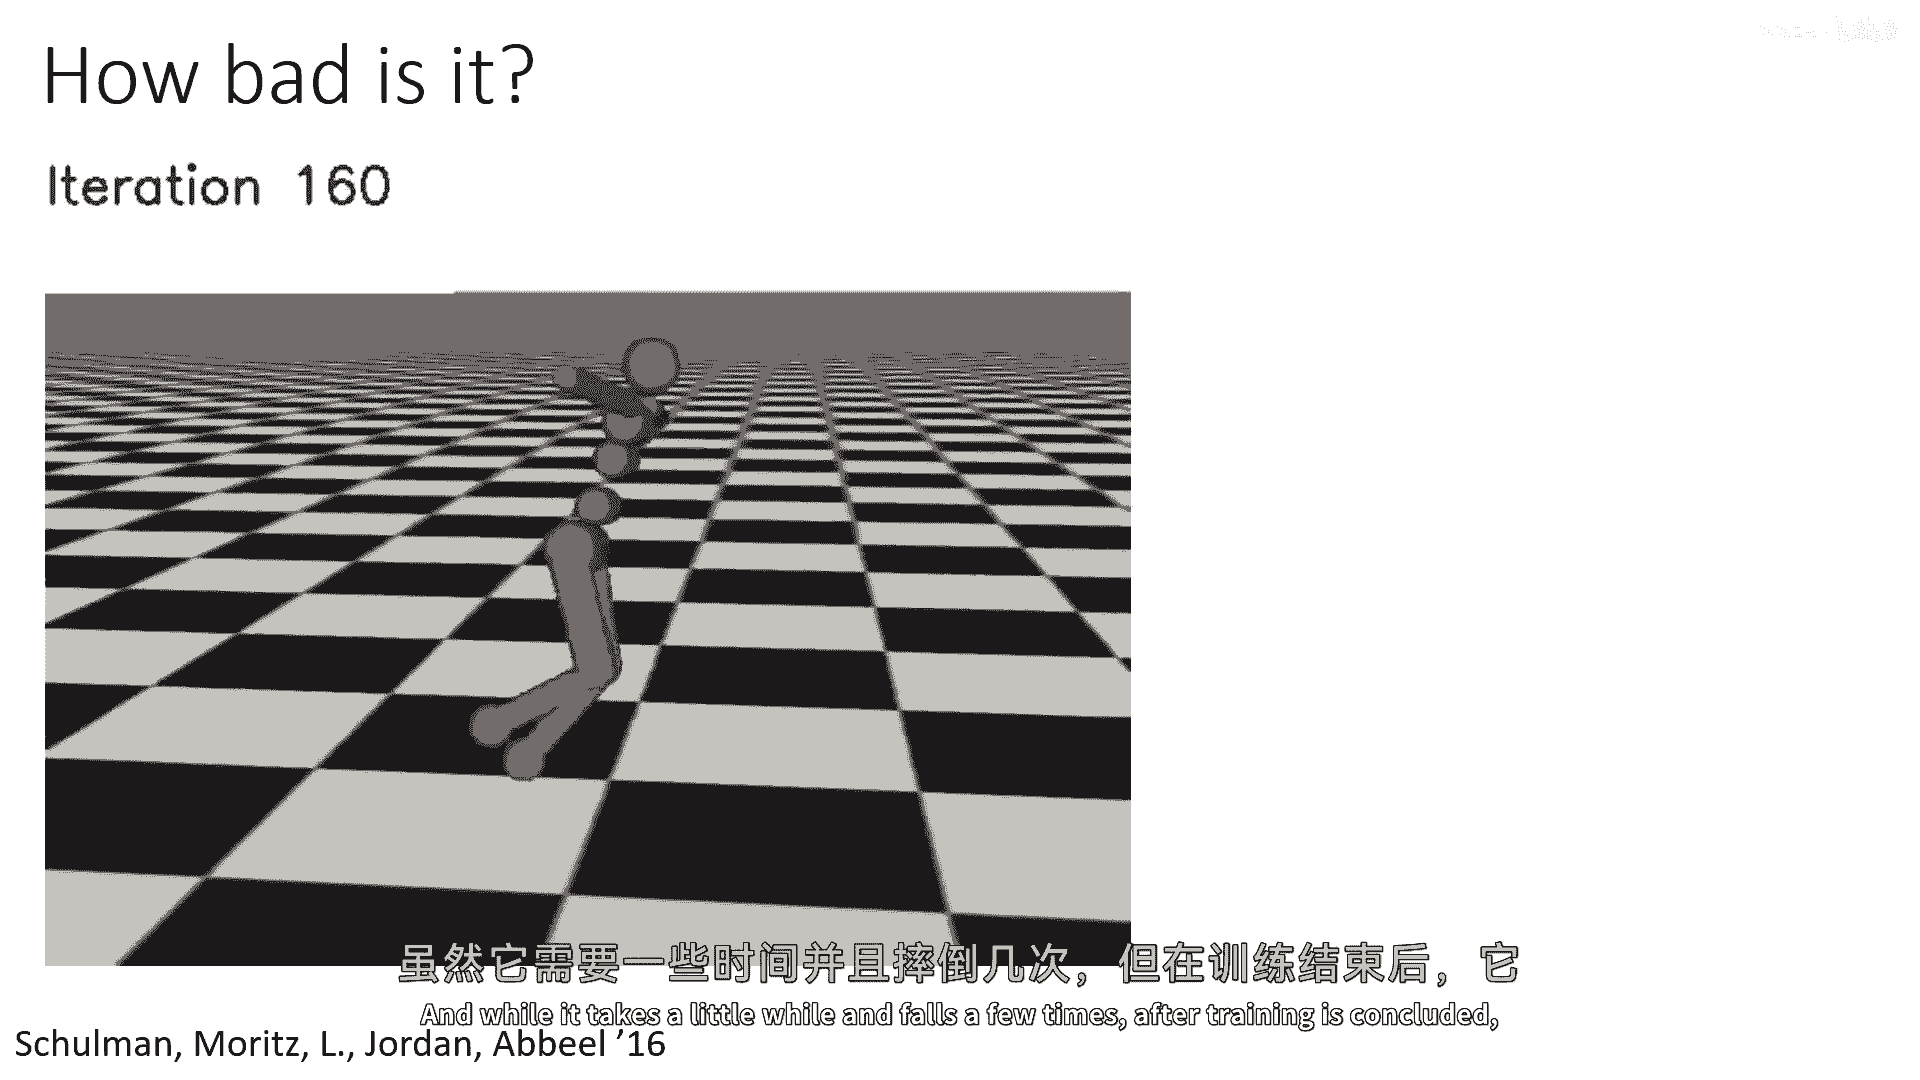 How bad is it?
Iteration 160
虽然它需要一些时间并且摔倒几次，但在训练结束后，它
And while it takes a little while and falls a few times, after training is concluded,
Schulman, Moritz, L., Jordan, Abbeel ’16